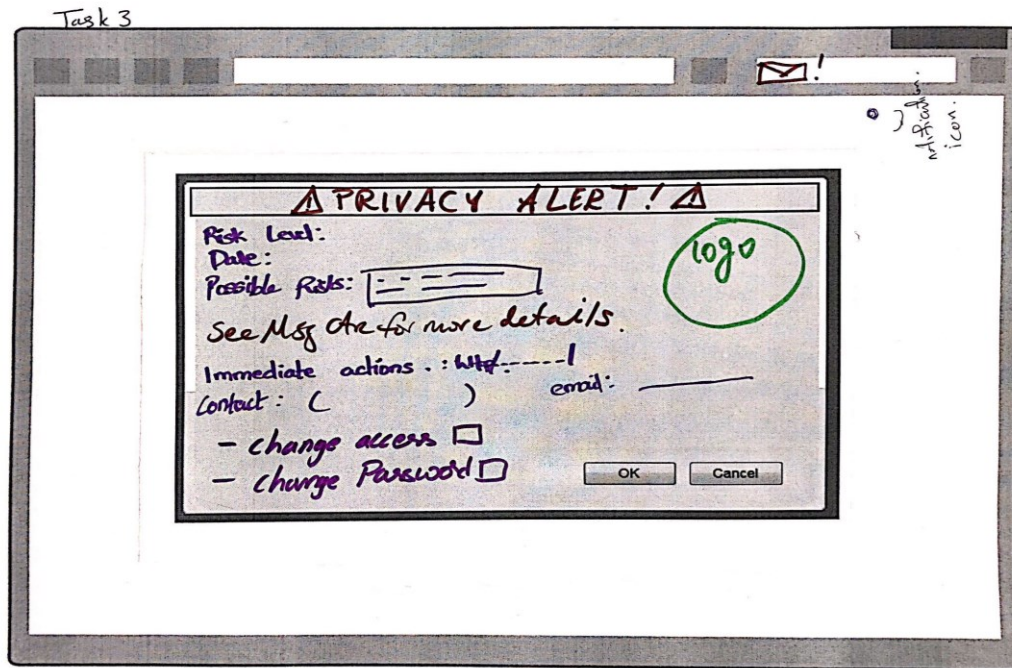 Task 3
!
notification
icon.
⚠ PRIVACY ALERT! ⚠
logo
Risk Level:
Date:
Possible Risks:
See Msg for more details.
Immediate actions . :
Contact : ( ) email:
- change access
- change Password
OK Cancel